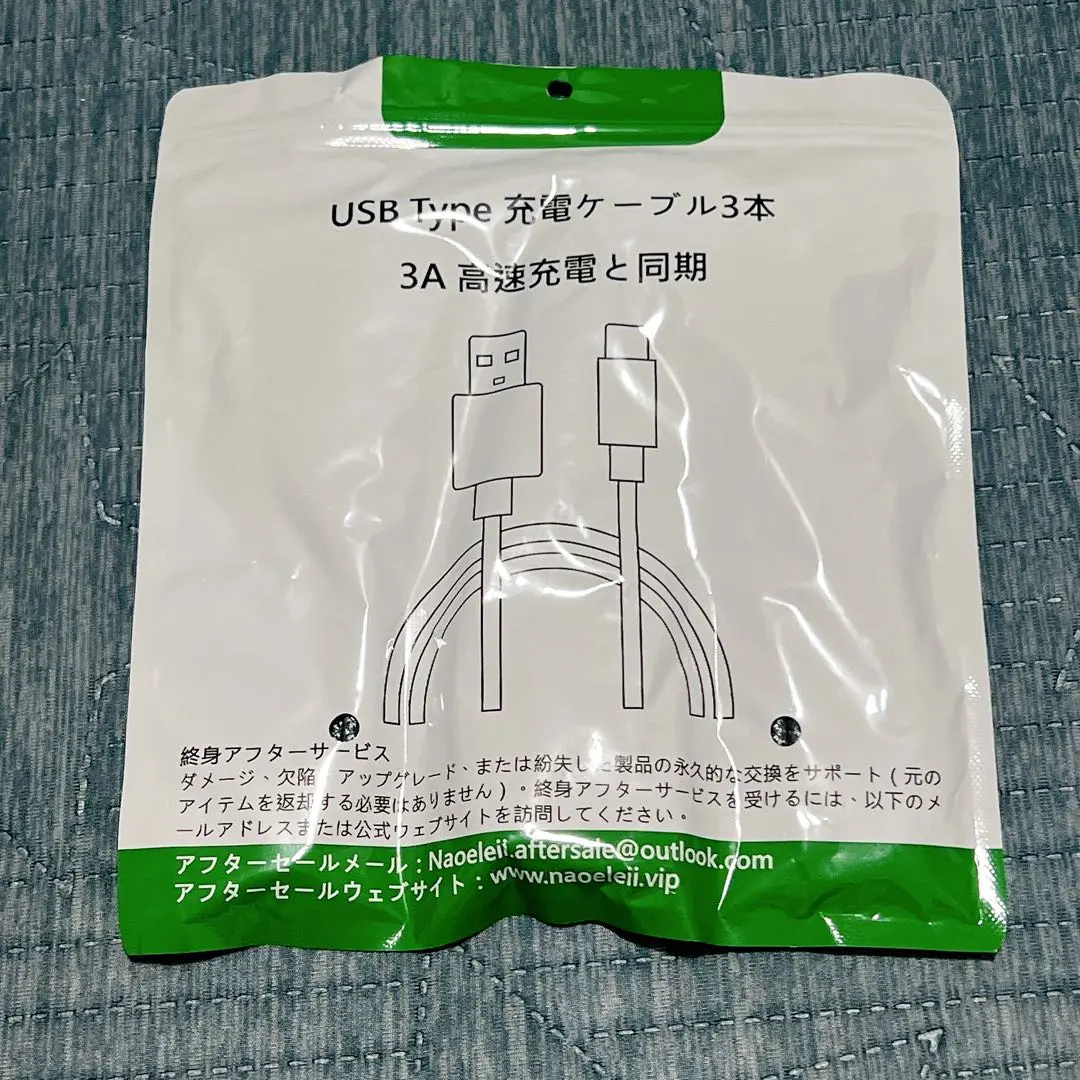 USB Type 充電ケーブル3本
3A 高速充電と同期
終身アフターサービス
ダメージ、欠陥、アップグレード、または紛失した製品の永久的な交換をサポート（元の
アイテムを返却する必要はありません）。終身アフターサービスを受けるには、以下のメ
ールアドレスまたは公式ウェブサイトを訪問してください。
アフターセールメール：Naoeleii.aftersale@outlook.com
アフターセールウェブサイト：www.naoeleii.vip